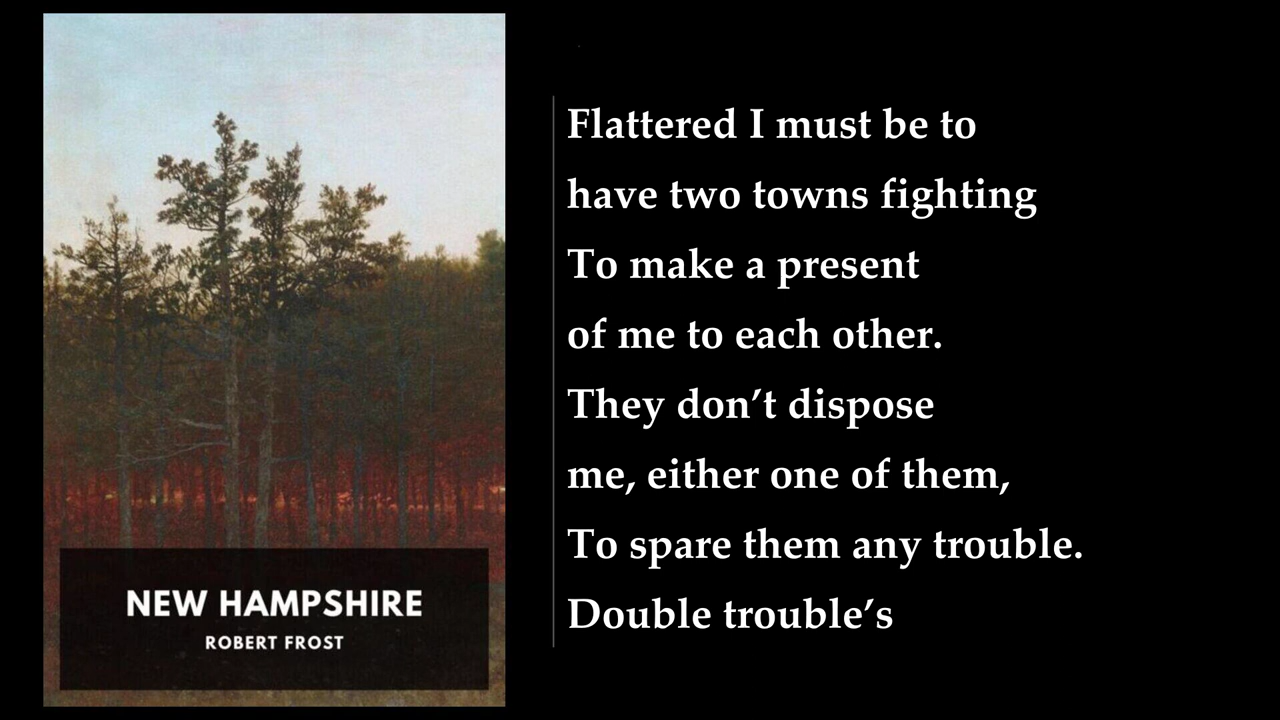 NEW HAMPSHIRE
ROBERT FROST
Flattered I must be to
have two towns fighting
To make a present
of me to each other.
They don’t dispose
me, either one of them,
To spare them any trouble.
Double trouble’s